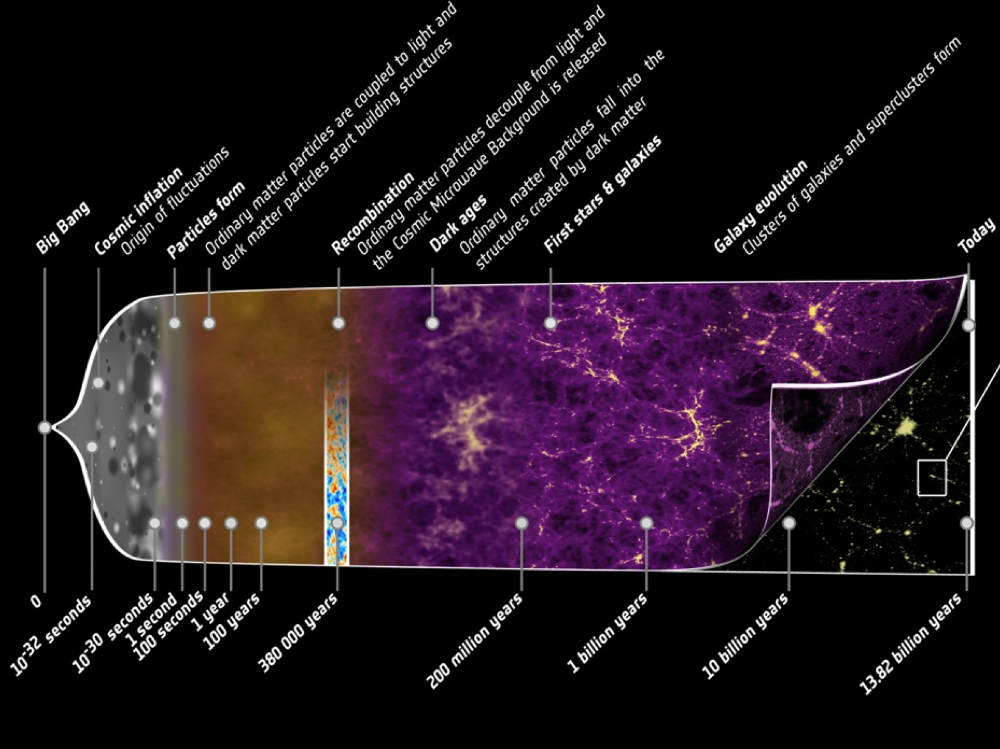 Big Bang
Cosmic inflation
Origin of fluctuations
Particles form
Ordinary matter particles are coupled to light and
dark matter particles start building structures
Recombination
Ordinary matter particles decouple from light and
the Cosmic Microwave Background is released
Dark ages
Ordinary matter particles fall into the
structures created by dark matter
First stars & galaxies
Galaxy evolution
Clusters of galaxies and superclusters form
Today
0
10-32 seconds
10-30 seconds
1 second
100 seconds
1 year
100 years
380 000 years
200 million years
1 billion years
10 billion years
13.82 billion years